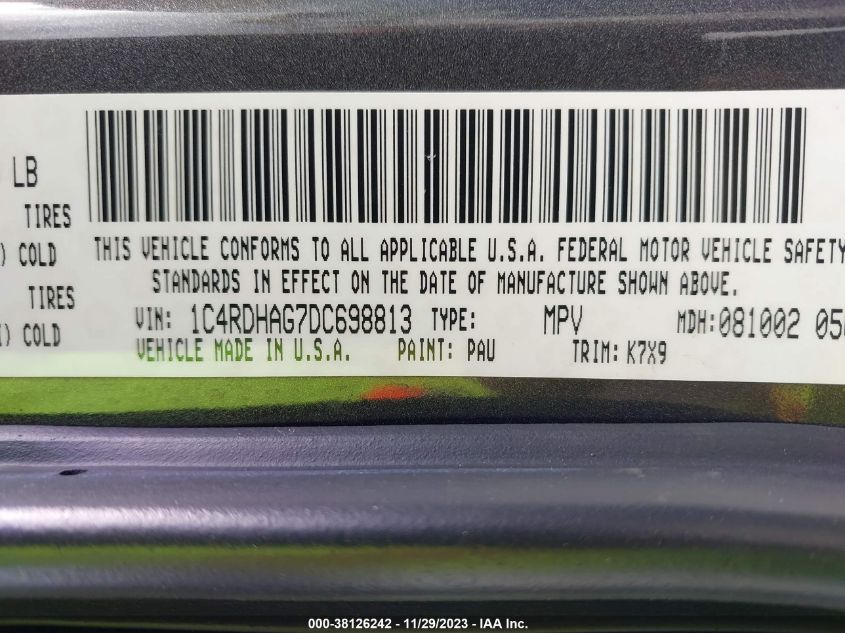 LB
TIRES
) COLD
TIRES
) COLD
THIS VEHICLE CONFORMS TO ALL APPLICABLE U.S.A. FEDERAL MOTOR VEHICLE SAFETY
STANDARDS IN EFFECT ON THE DATE OF MANUFACTURE SHOWN ABOVE.
VIN: 1C4RDHAG7DC698813 TYPE: MPV MDH:081002 05
VEHICLE MADE IN U.S.A. PAINT: PAU TRIM: K7X9
000-38126242 - 11/29/2023 - IAA Inc.